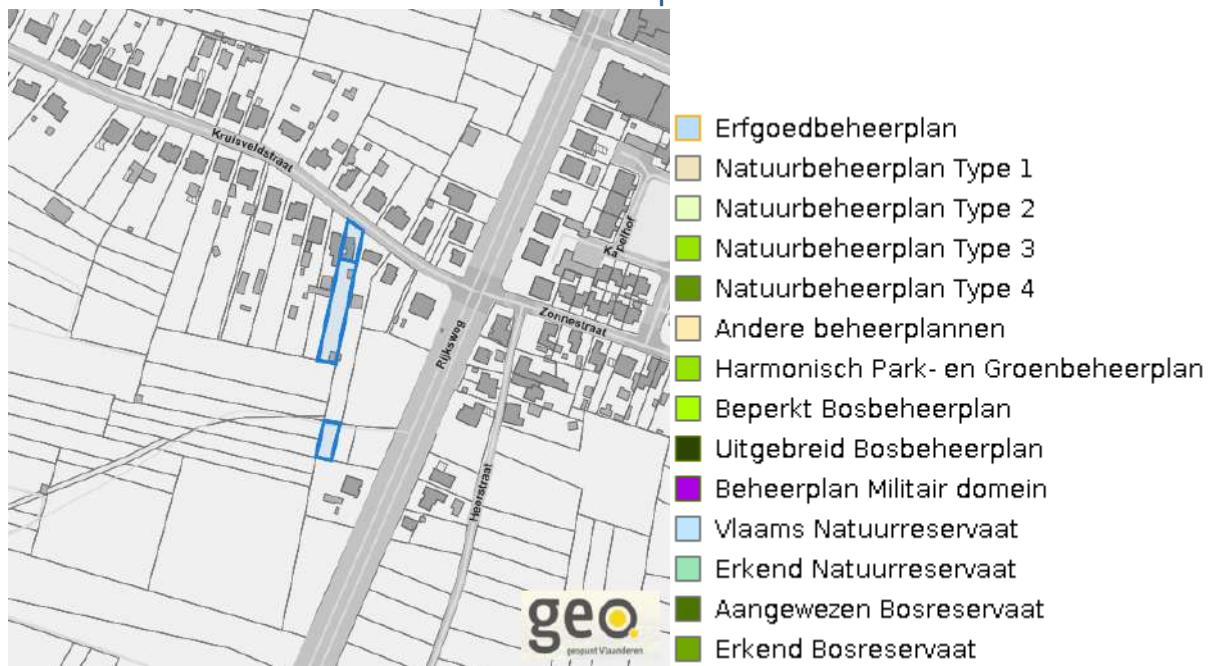 Kruisveldstraat
Kapelhof
Zonnestraat
Rijksweg
Heerstraat
geo
geopunt Vlaanderen
Erfgoedbeheerplan
Natuurbeheerplan Type 1
Natuurbeheerplan Type 2
Natuurbeheerplan Type 3
Natuurbeheerplan Type 4
Andere beheerplannen
Harmonisch Park- en Groenbeheerplan
Beperkt Bosbeheerplan
Uitgebreid Bosbeheerplan
Beheerplan Militair domein
Vlaams Natuurreservaat
Erkend Natuurreservaat
Aangewezen Bosreservaat
Erkend Bosreservaat